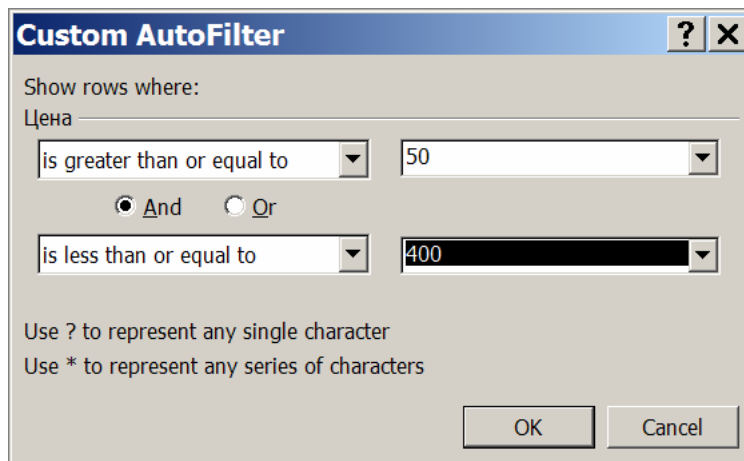 Custom AutoFilter
Show rows where:
Цена
is greater than or equal to 50
And Or
is less than or equal to 400
Use ? to represent any single character
Use * to represent any series of characters
OK Cancel